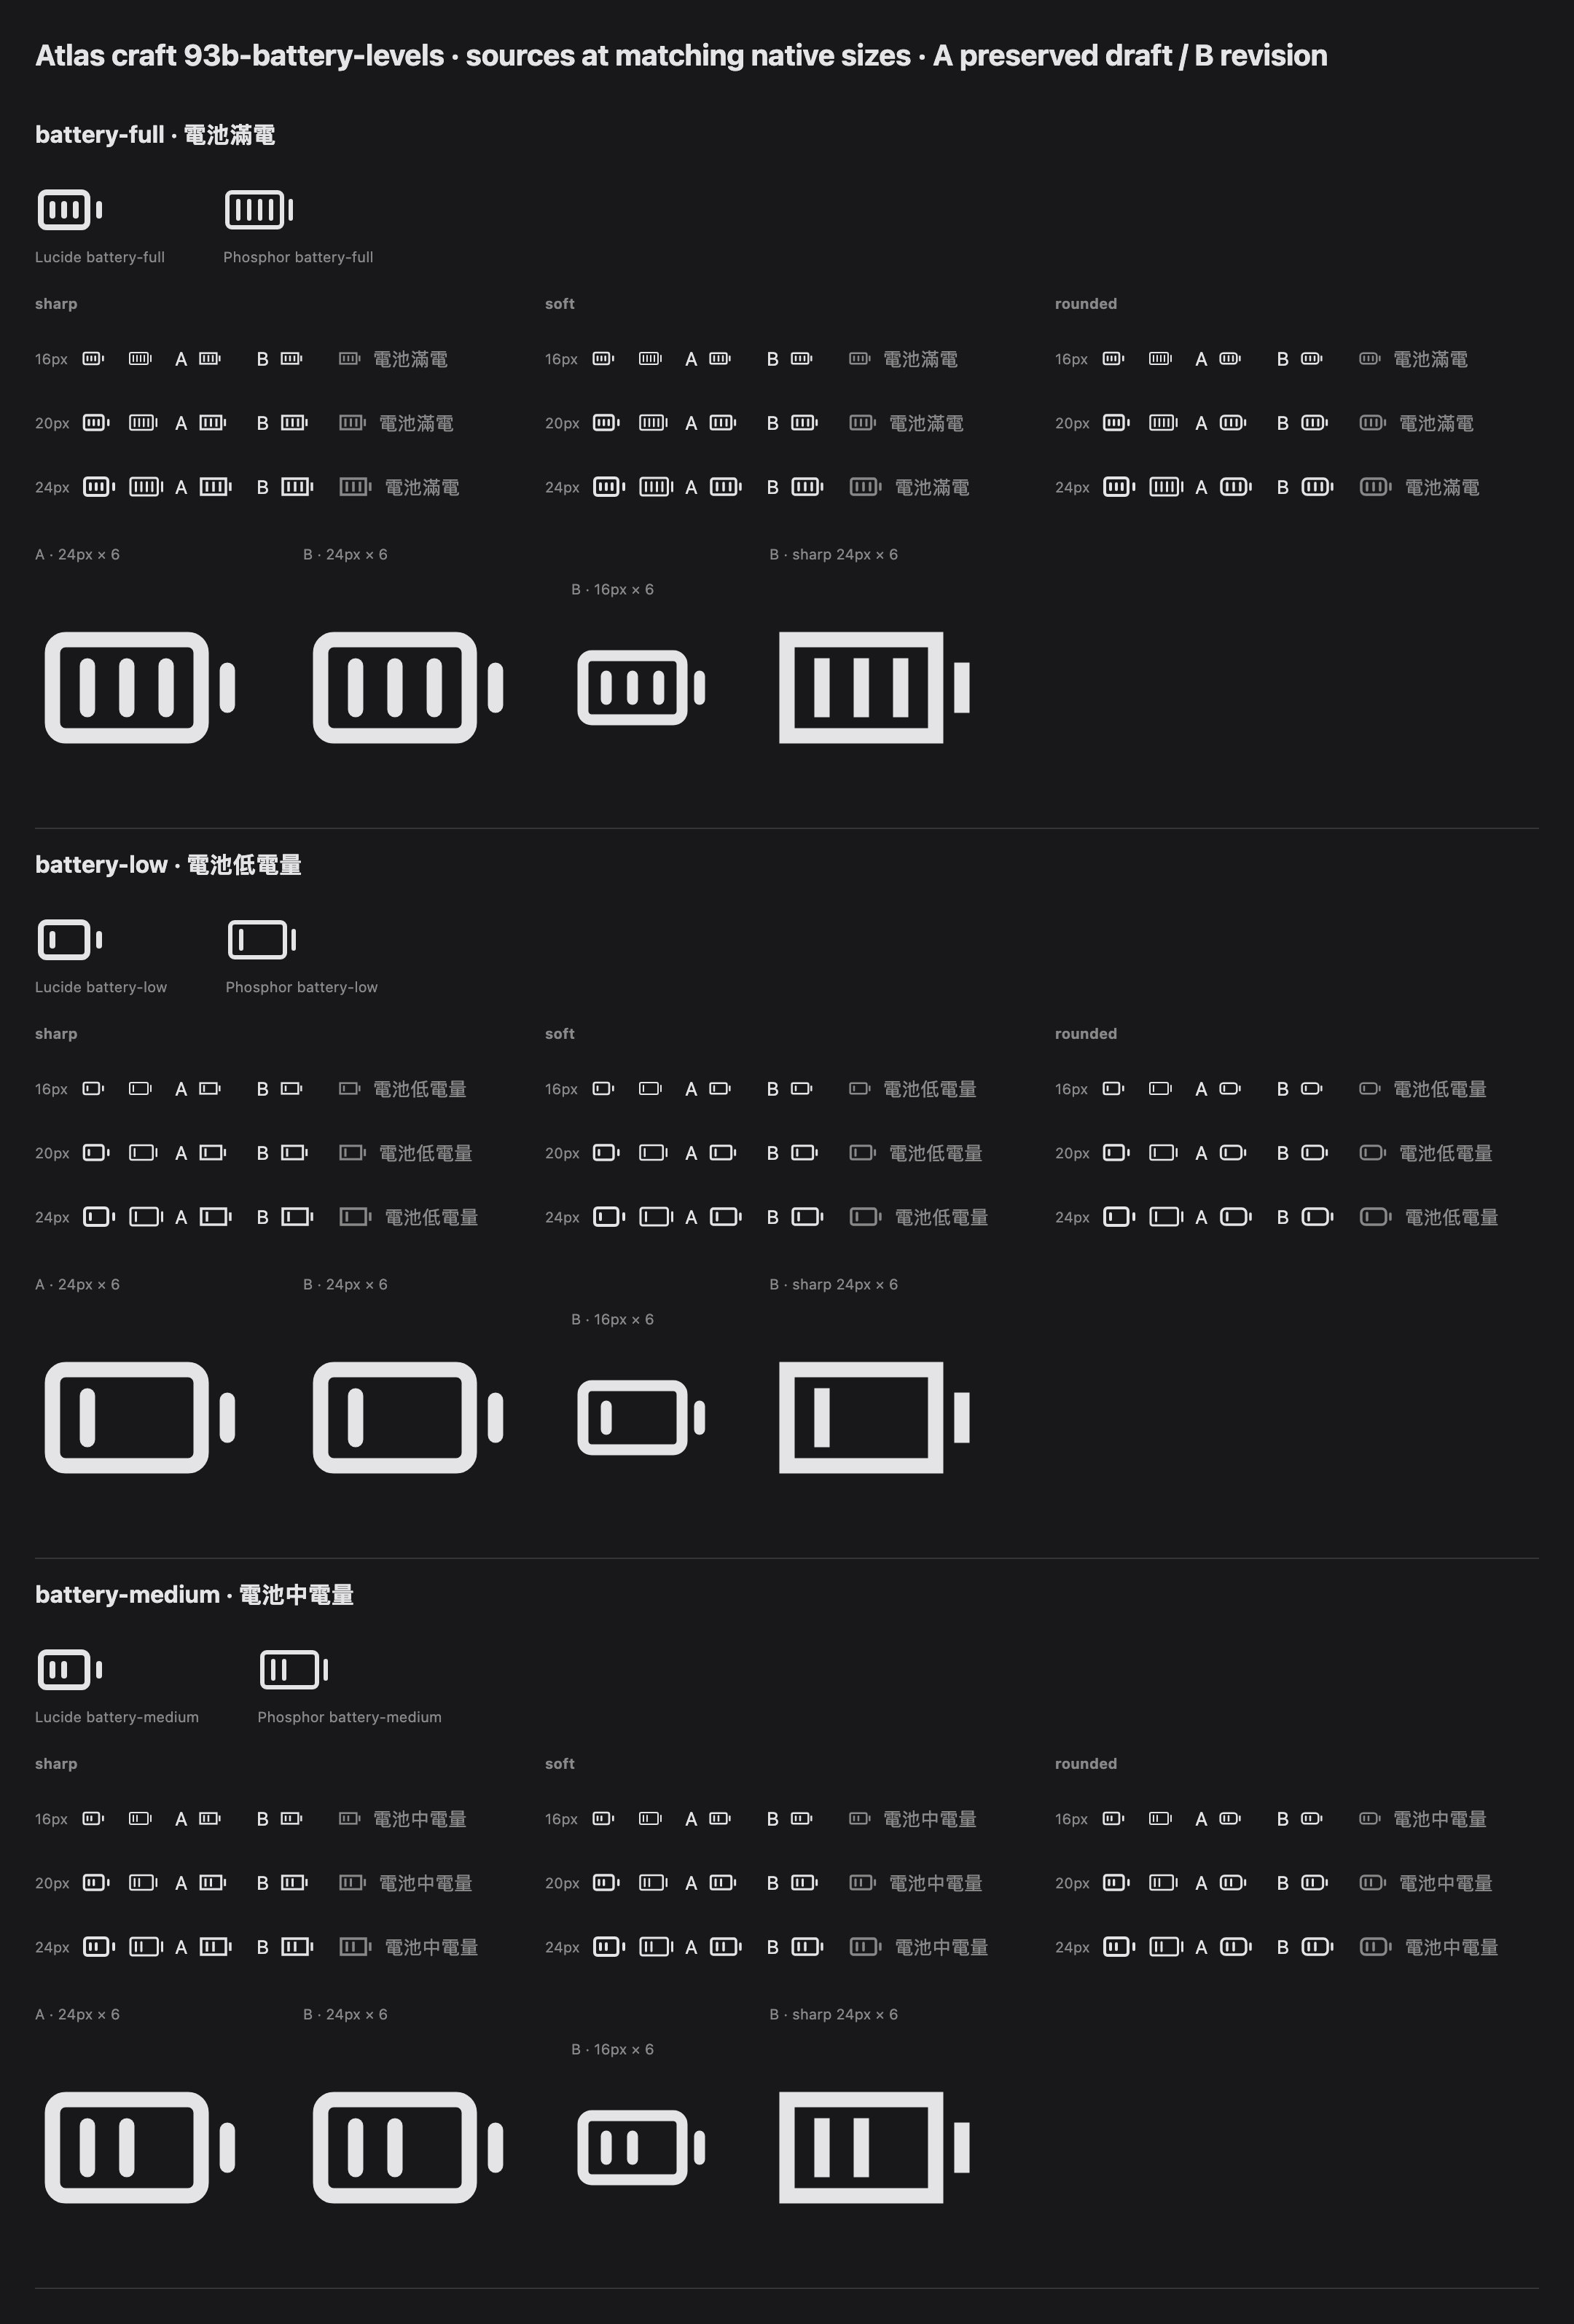 Atlas craft 93b-battery-levels · sources at matching native sizes · A preserved draft / B revision
battery-full · 電池滿電
Lucide battery-full
Phosphor battery-full
sharp
soft
rounded
16px A B 電池滿電
16px A B 電池滿電
16px A B 電池滿電
20px A B 電池滿電
20px A B 電池滿電
20px A B 電池滿電
24px A B 電池滿電
24px A B 電池滿電
24px A B 電池滿電
A · 24px × 6
B · 24px × 6
B · 16px × 6
B · sharp 24px × 6
battery-low · 電池低電量
Lucide battery-low
Phosphor battery-low
sharp
soft
rounded
16px A B 電池低電量
16px A B 電池低電量
16px A B 電池低電量
20px A B 電池低電量
20px A B 電池低電量
20px A B 電池低電量
24px A B 電池低電量
24px A B 電池低電量
24px A B 電池低電量
A · 24px × 6
B · 24px × 6
B · 16px × 6
B · sharp 24px × 6
battery-medium · 電池中電量
Lucide battery-medium
Phosphor battery-medium
sharp
soft
rounded
16px A B 電池中電量
16px A B 電池中電量
16px A B 電池中電量
20px A B 電池中電量
20px A B 電池中電量
20px A B 電池中電量
24px A B 電池中電量
24px A B 電池中電量
24px A B 電池中電量
A · 24px × 6
B · 24px × 6
B · 16px × 6
B · sharp 24px × 6